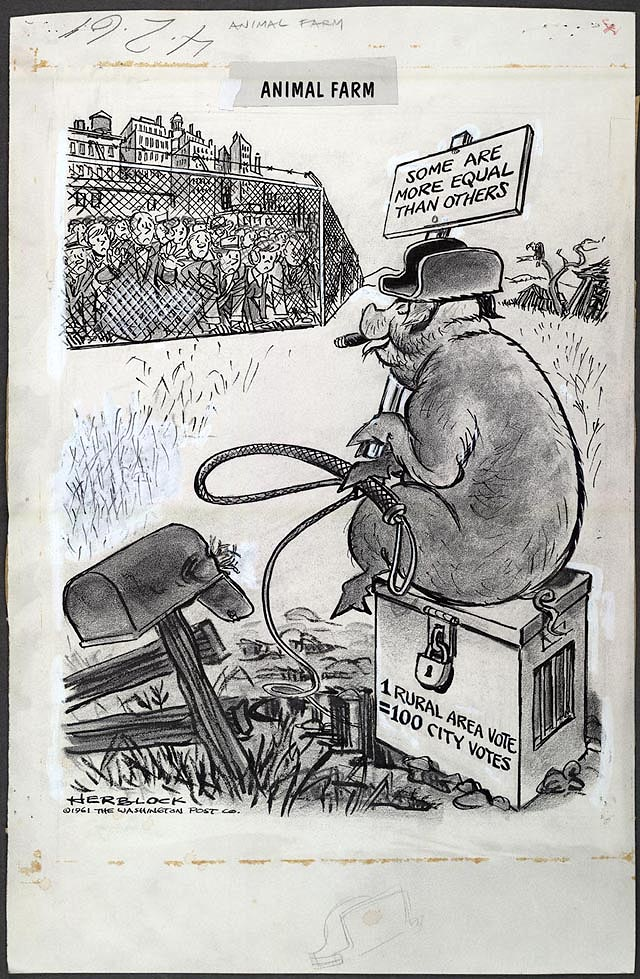 4.2.61
ANIMAL FARM
ANIMAL FARM
SOME ARE
MORE EQUAL
THAN OTHERS
1 RURAL AREA VOTE
=100 CITY VOTES
HERBLOCK
©1961 THE WASHINGTON POST CO.